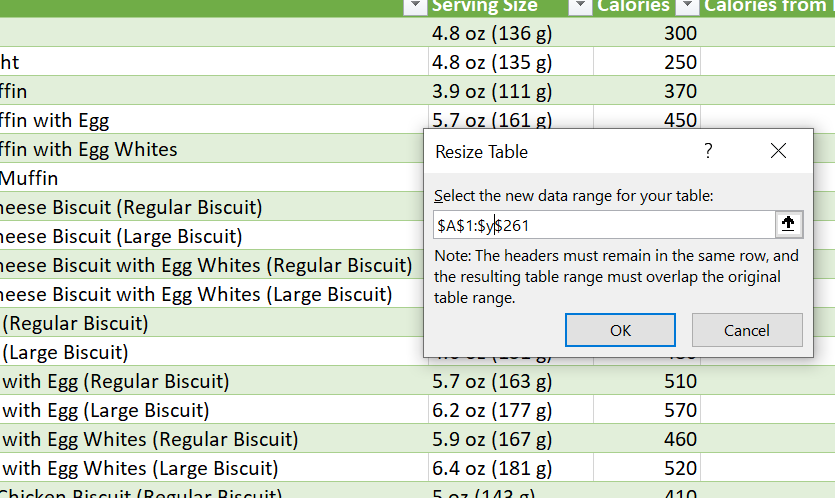 Serving Size Calories Calories from
4.8 oz (136 g) 300
ht 4.8 oz (135 g) 250
ffin 3.9 oz (111 g) 370
ffin with Egg 5.7 oz (161 g) 450
ffin with Egg Whites
Muffin
heese Biscuit (Regular Biscuit)
heese Biscuit (Large Biscuit)
heese Biscuit with Egg Whites (Regular Biscuit)
heese Biscuit with Egg Whites (Large Biscuit)
(Regular Biscuit)
(Large Biscuit)
with Egg (Regular Biscuit) 5.7 oz (163 g) 510
with Egg (Large Biscuit) 6.2 oz (177 g) 570
with Egg Whites (Regular Biscuit) 5.9 oz (167 g) 460
with Egg Whites (Large Biscuit) 6.4 oz (181 g) 520
Chicken Biscuit (Regular Biscuit) 5 oz (143 g) 410
Resize Table ?
Select the new data range for your table:
$A$1:$y$261
Note: The headers must remain in the same row, and
the resulting table range must overlap the original
table range.
OK Cancel